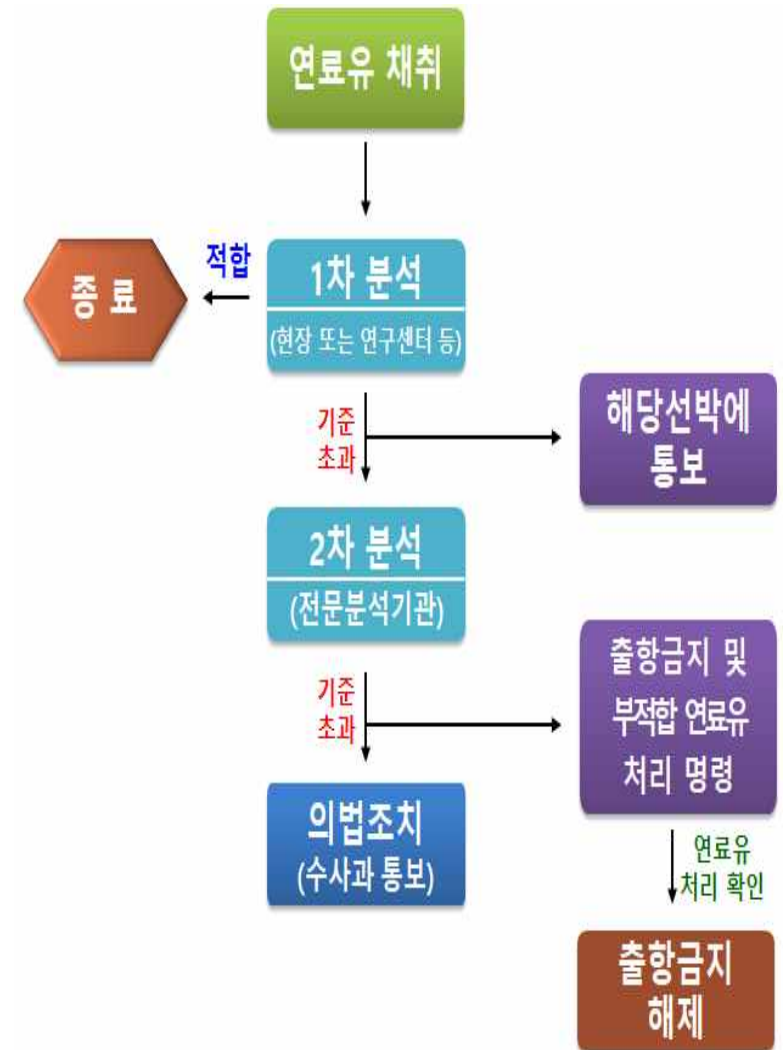 연료유 채취
적합
종 료
1차 분석
(현장 또는 연구센터 등)
기준
초과
해당선박에
통보
2차 분석
(전문분석기관)
기준
초과
출항금지 및
부적합 연료유
처리 명령
의법조치
(수사과 통보)
연료유
처리 확인
출항금지
해제